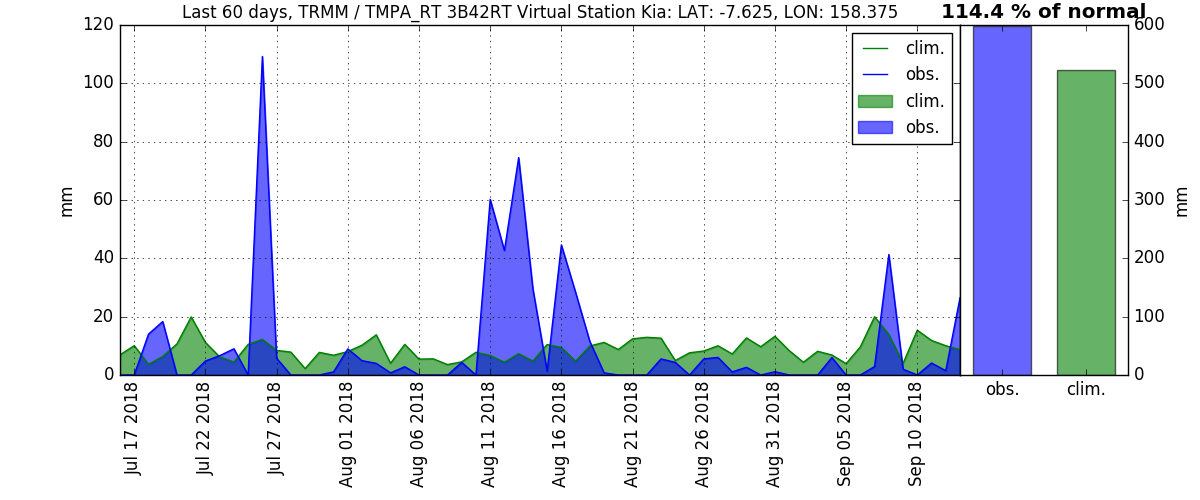 Last 60 days, TRMM / TMPA_RT 3B42RT Virtual Station Kia: LAT: -7.625, LON: 158.375
114.4 % of normal
120
100
80
60
40
20
0
mm
clim.
obs.
clim.
obs.
600
500
400
300
200
100
0
mm
obs.
clim.
Jul 17 2018
Jul 22 2018
Jul 27 2018
Aug 01 2018
Aug 06 2018
Aug 11 2018
Aug 16 2018
Aug 21 2018
Aug 26 2018
Aug 31 2018
Sep 05 2018
Sep 10 2018